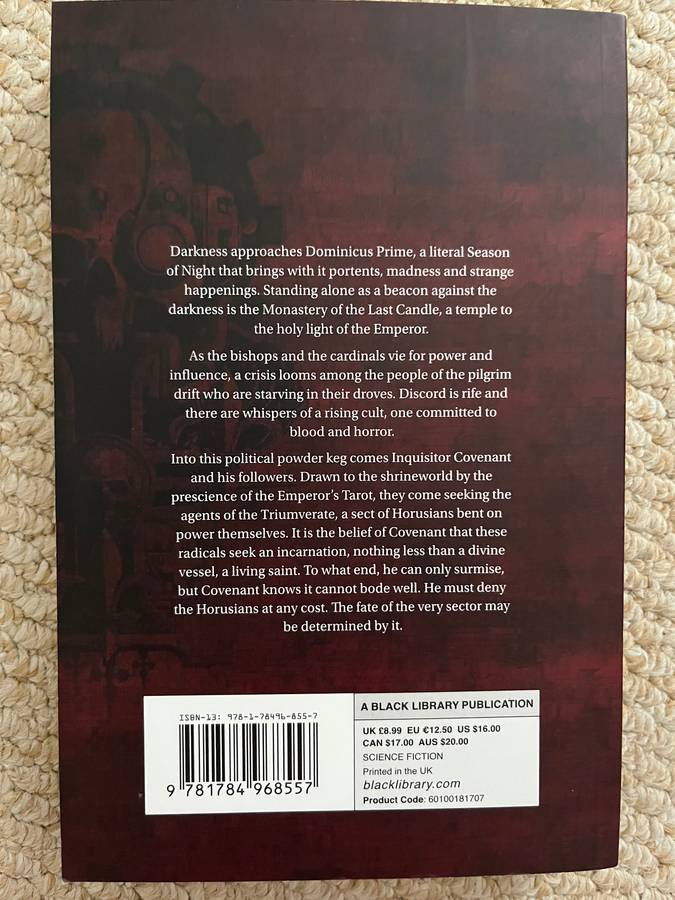 Darkness approaches Dominicus Prime, a literal Season
of Night that brings with it portents, madness and strange
happenings. Standing alone as a beacon against the
darkness is the Monastery of the Last Candle, a temple to
the holy light of the Emperor.
As the bishops and the cardinals vie for power and
influence, a crisis looms among the people of the pilgrim
drift who are starving in their droves. Discord is rife and
there are whispers of a rising cult, one committed to
blood and horror.
Into this political powder keg comes Inquisitor Covenant
and his followers. Drawn to the shrineworld by the
prescience of the Emperor's Tarot, they come seeking the
agents of the Triumverate, a sect of Horusians bent on
power themselves. It is the belief of Covenant that these
radicals seek an incarnation, nothing less than a divine
vessel, a living saint. To what end, he can only surmise,
but Covenant knows it cannot bode well. He must deny
the Horusians at any cost. The fate of the very sector may
be determined by it.
ISBN-13: 978-1-78496-855-7
9 781784 968557
A BLACK LIBRARY PUBLICATION
UK £8.99 EU €12.50 US $16.00
CAN $17.00 AUS $20.00
SCIENCE FICTION
Printed in the UK
blacklibrary.com
Product Code: 60100181707